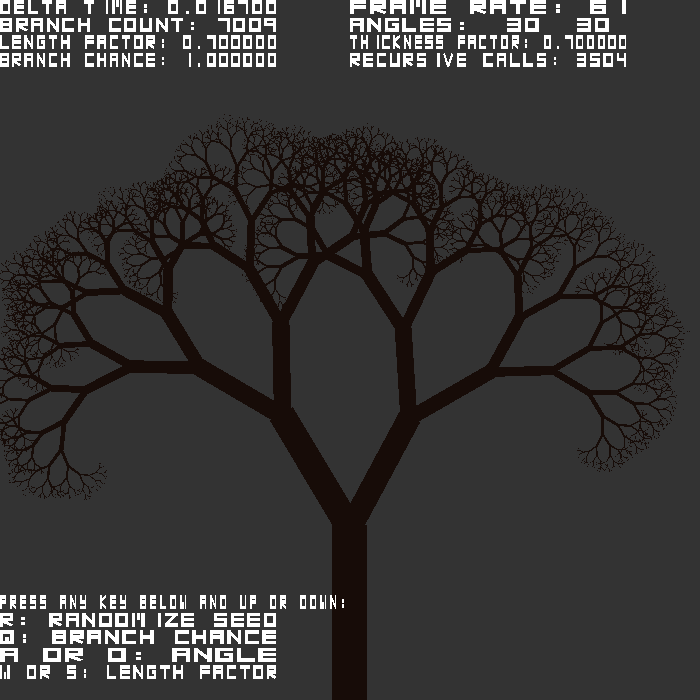 DELTA TIME: 0.016700
BRANCH COUNT: 7009
LENGTH FACTOR: 0.700000
BRANCH CHANCE: 1.000000
FRAME RATE: 61
ANGLES: 30 30
THICKNESS FACTOR: 0.700000
RECURSIVE CALLS: 3504
PRESS ANY KEY BELOW AND UP OR DOWN:
R: RANDOMIZE SEED
Q: BRANCH CHANCE
A OR D: ANGLE
W OR S: LENGTH FACTOR